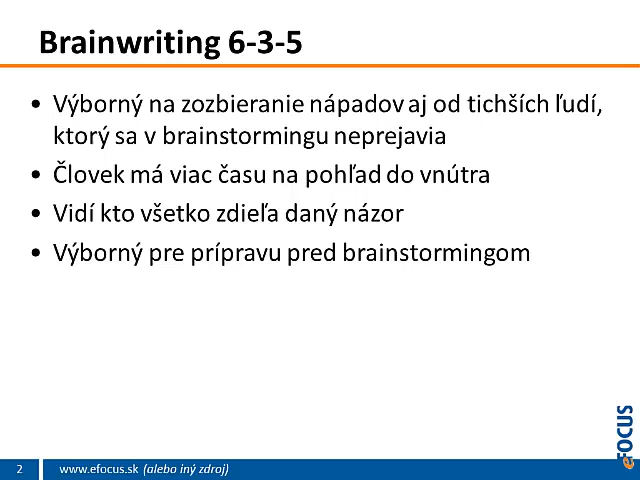 Brainwriting 6-3-5
• Výborný na zozbieranie nápadov aj od tichších ľudí,
ktorý sa v brainstormingu neprejavia
• Človek má viac času na pohľad do vnútra
• Vidí kto všetko zdieľa daný názor
• Výborný pre prípravu pred brainstormingom
eFOCUS
2
www.efocus.sk (alebo iný zdroj)